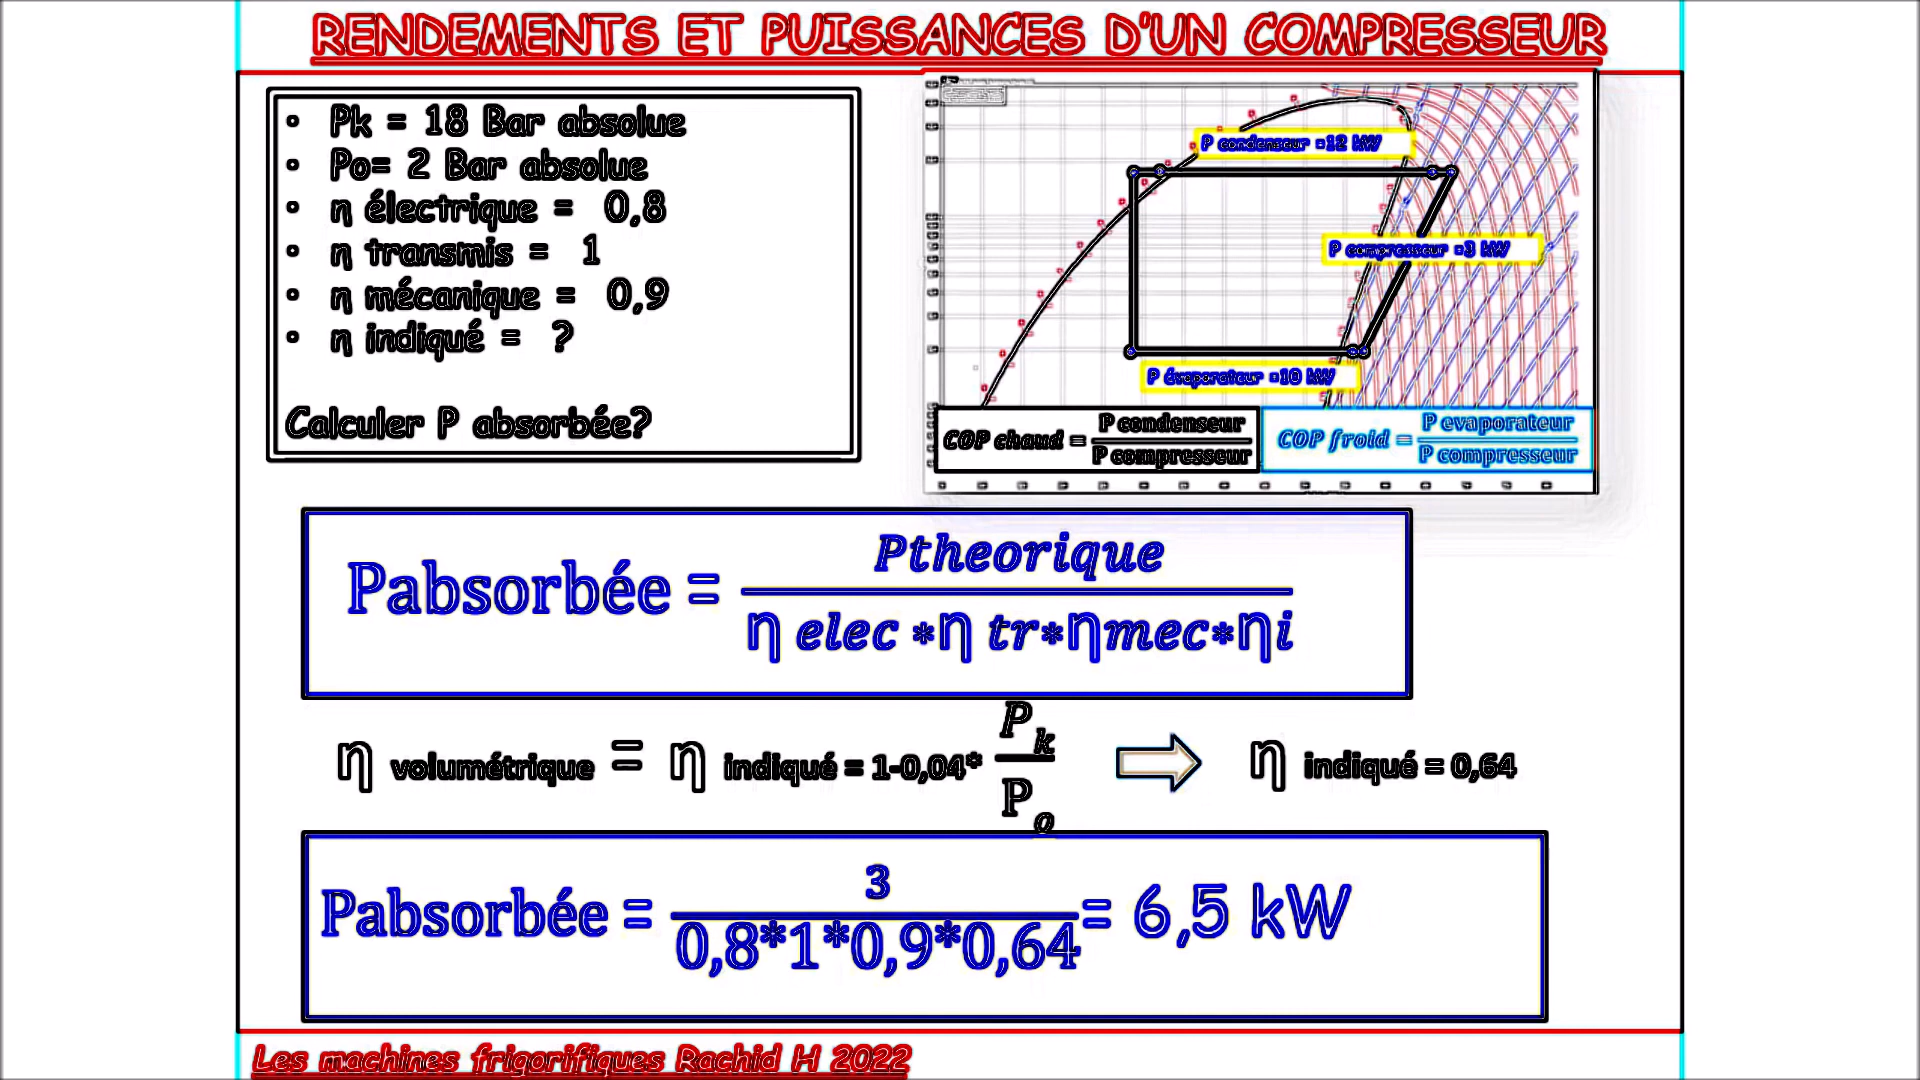 RENDEMENTS ET PUISSANCES D'UN COMPRESSEUR
• Pk = 18 Bar absolue
• Po= 2 Bar absolue
• η électrique = 0,8
• η transmis = 1
• η mécanique = 0,9
• η indiqué = ?
Calculer P absorbée?
P condenseur =12 kW
P compresseur =3 kW
P évaporateur =10 kW
COP chaud = P condenseur / P compresseur
COP froid = P evaporateur / P compresseur
Pabsorbée = Ptheorique / η elec *η tr*ηmec*ηi
η volumétrique = η indiqué = 1-0,04* Pk / Po ⇨ η indiqué = 0,64
Pabsorbée = 3 / 0,8*1*0,9*0,64 = 6,5 kW
Les machines frigorifiques Rachid H 2022